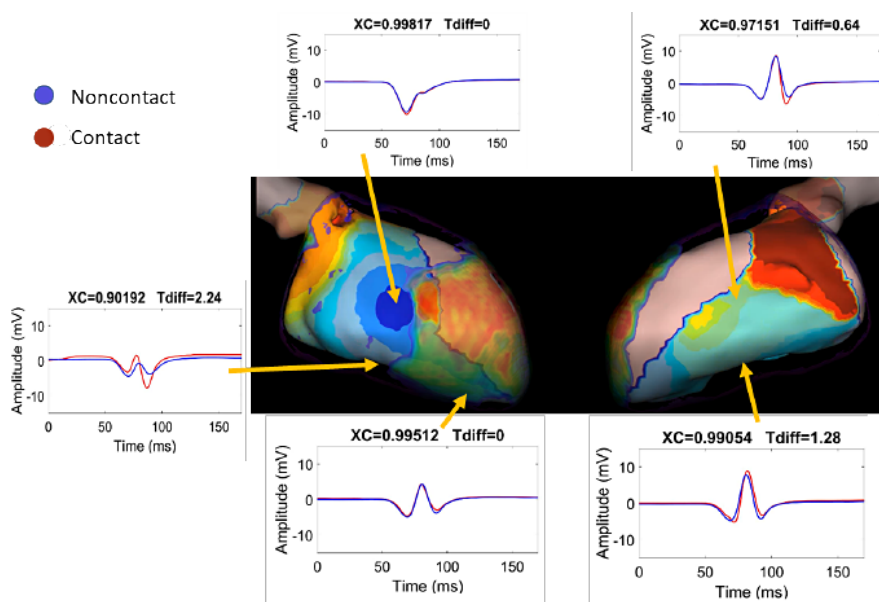 XC=0.99817 Tdiff=0
Amplitude (mV)
10
0
-10
0
50
100
150
Time (ms)
XC=0.97151 Tdiff=0.64
Amplitude (mV)
10
0
-10
0
50
100
150
Time (ms)
Noncontact
Contact
XC=0.90192 Tdiff=2.24
Amplitude (mV)
10
0
-10
0
50
100
150
Time (ms)
XC=0.99512 Tdiff=0
Amplitude (mV)
10
0
-10
0
50
100
150
Time (ms)
XC=0.99054 Tdiff=1.28
Amplitude (mV)
10
0
-10
0
50
100
150
Time (ms)